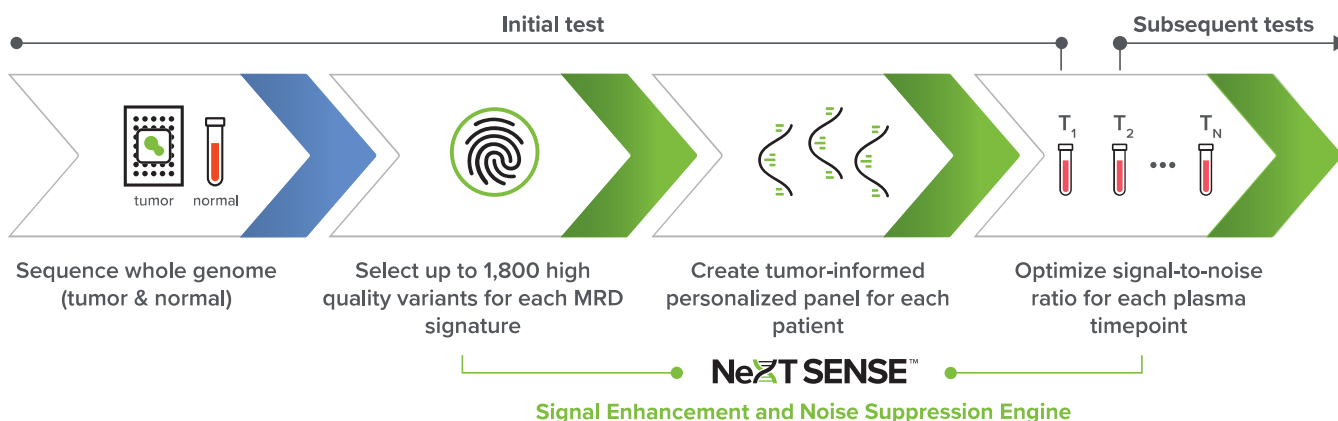 Initial test
Subsequent tests
tumor
normal
T1
T2
TN
Sequence whole genome
(tumor & normal)
Select up to 1,800 high
quality variants for each MRD
signature
Create tumor-informed
personalized panel for each
patient
Optimize signal-to-noise
ratio for each plasma
timepoint
NeXT SENSE™
Signal Enhancement and Noise Suppression Engine